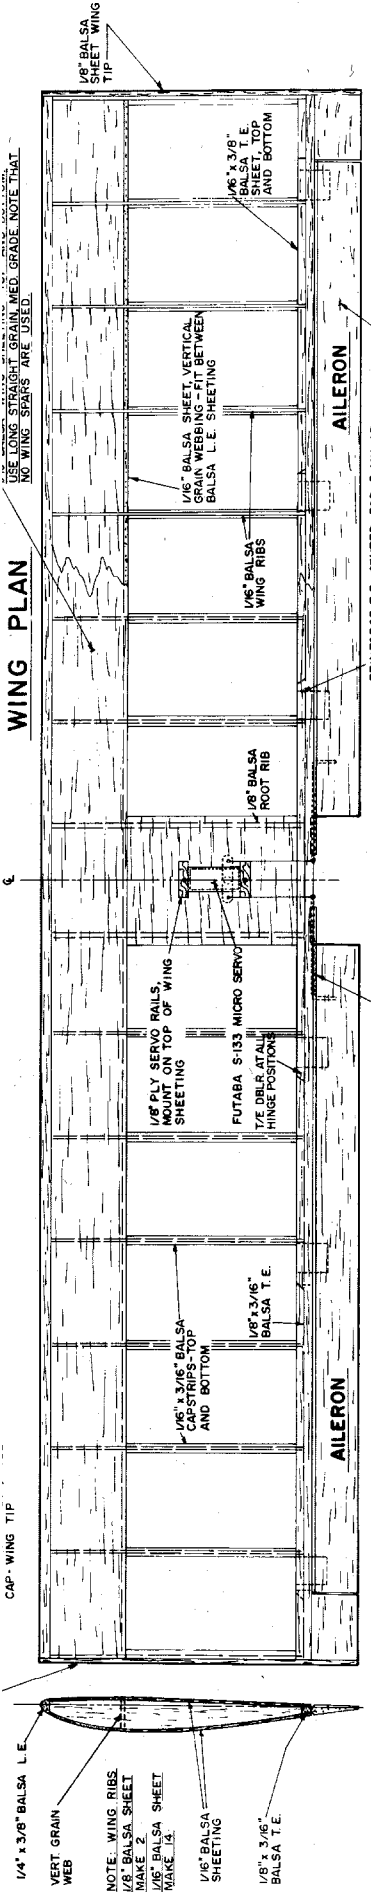 WING PLAN
USE LONG STRAIGHT GRAIN, MED. GRADE. NOTE THAT
NO WING SPARS ARE USED.
1/8" BALSA
SHEET WING
TIP
CAP-WING TIP
℄
1/4" x 3/8" BALSA L.E.
VERT. GRAIN
WEB
NOTE: WING RIBS
1/8" BALSA SHEET
MAKE 2
1/16" BALSA SHEET
MAKE 14
1/16" BALSA
SHEETING
1/8" x 3/16"
BALSA T.E.
1/16" x 3/16" BALSA
CAPSTRIPS-TOP
AND BOTTOM
1/8" x 3/16"
BALSA T.E.
AILERON
1/8" PLY SERVO RAILS,
MOUNT ON TOP OF WING
SHEETING
FUTABA S-133 MICRO SERVO
T/E DBLR. AT ALL
HINGE POSITIONS
1/8" BALSA
ROOT RIB
1/16" BALSA
WING RIBS
1/16" BALSA SHEET, VERTICAL
GRAIN WEBBING - FIT BETWEEN
BALSA L.E. SHEETING
1/16" x 3/8"
BALSA T.E.
SHEET, TOP
AND BOTTOM
AILERON